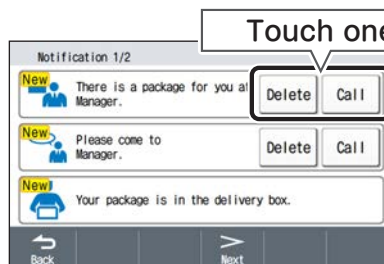 Touch one
Notification 1/2
New
There is a package for you at
Manager.
Delete
Call
New
Please come to
Manager.
Delete
Call
New
Your package is in the delivery box.
Back
Next